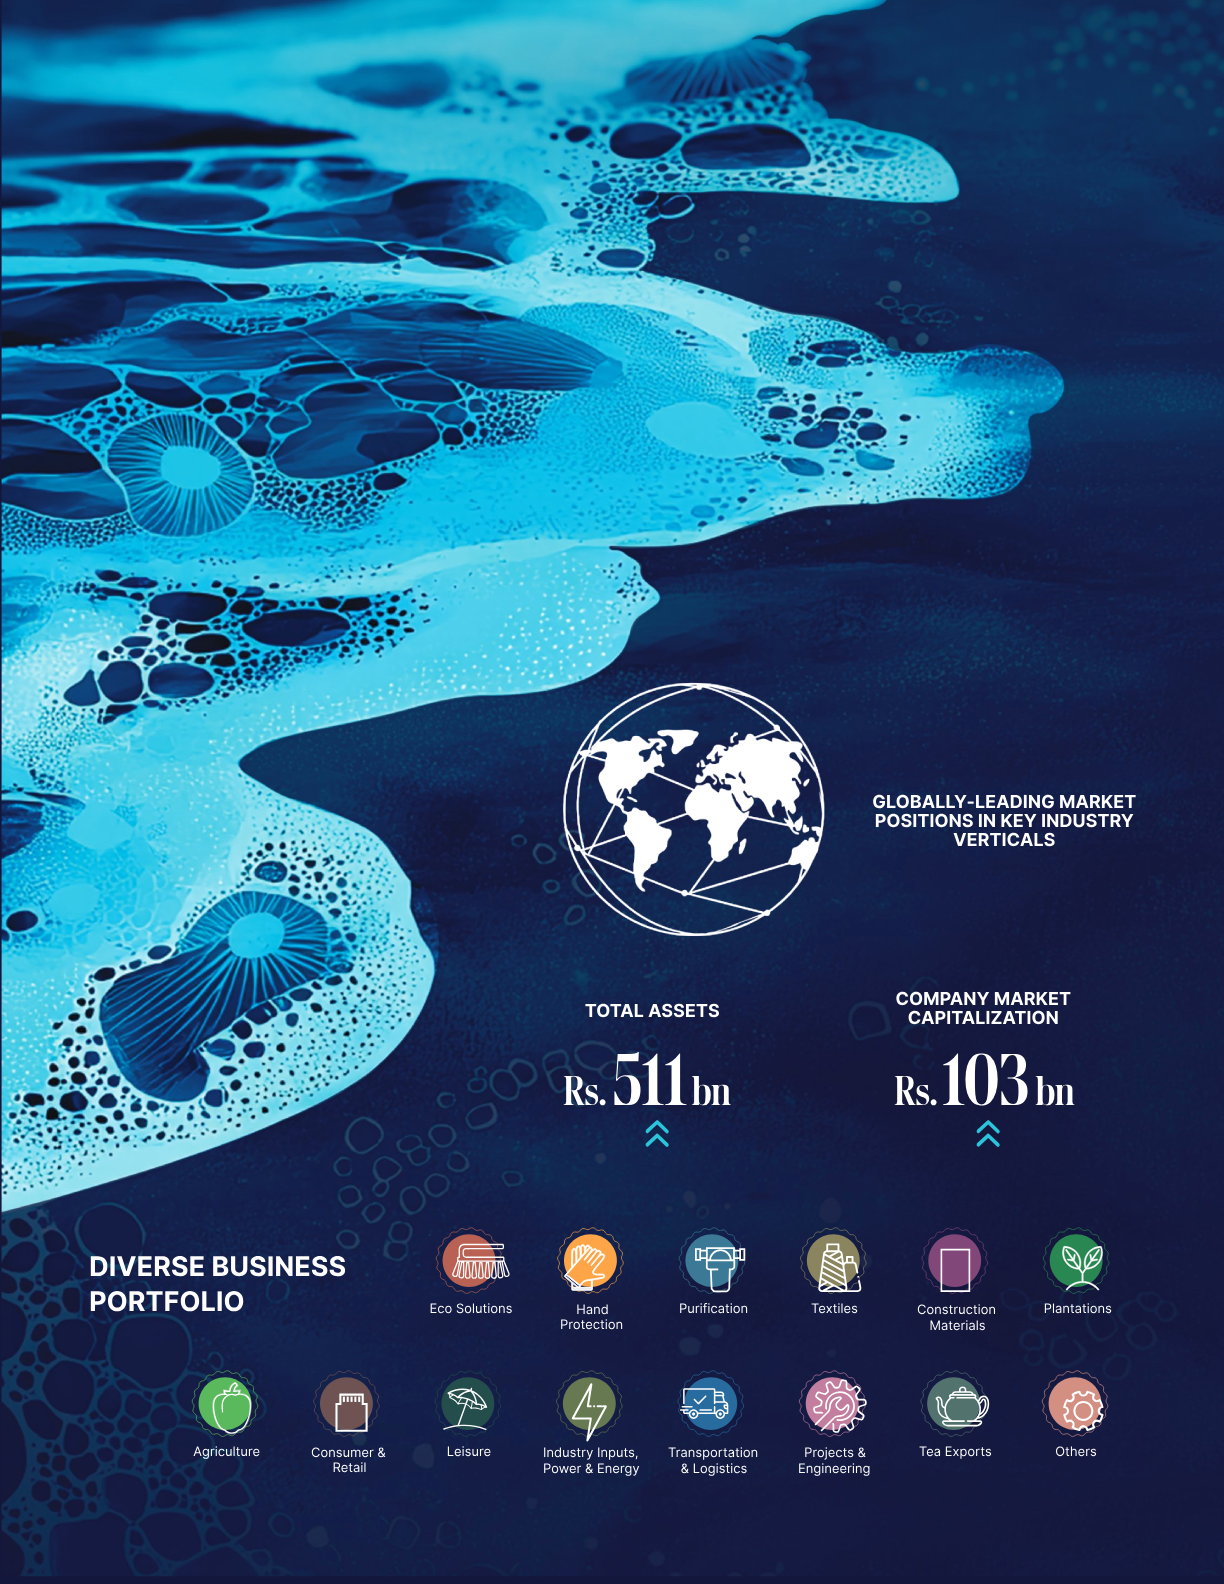 GLOBALLY-LEADING MARKET
POSITIONS IN KEY INDUSTRY
VERTICALS
TOTAL ASSETS
Rs. 511 bn
COMPANY MARKET
CAPITALIZATION
Rs. 103 bn
DIVERSE BUSINESS
PORTFOLIO
Eco Solutions
Hand
Protection
Purification
Textiles
Construction
Materials
Plantations
Agriculture
Consumer &
Retail
Leisure
Industry Inputs,
Power & Energy
Transportation
& Logistics
Projects &
Engineering
Tea Exports
Others